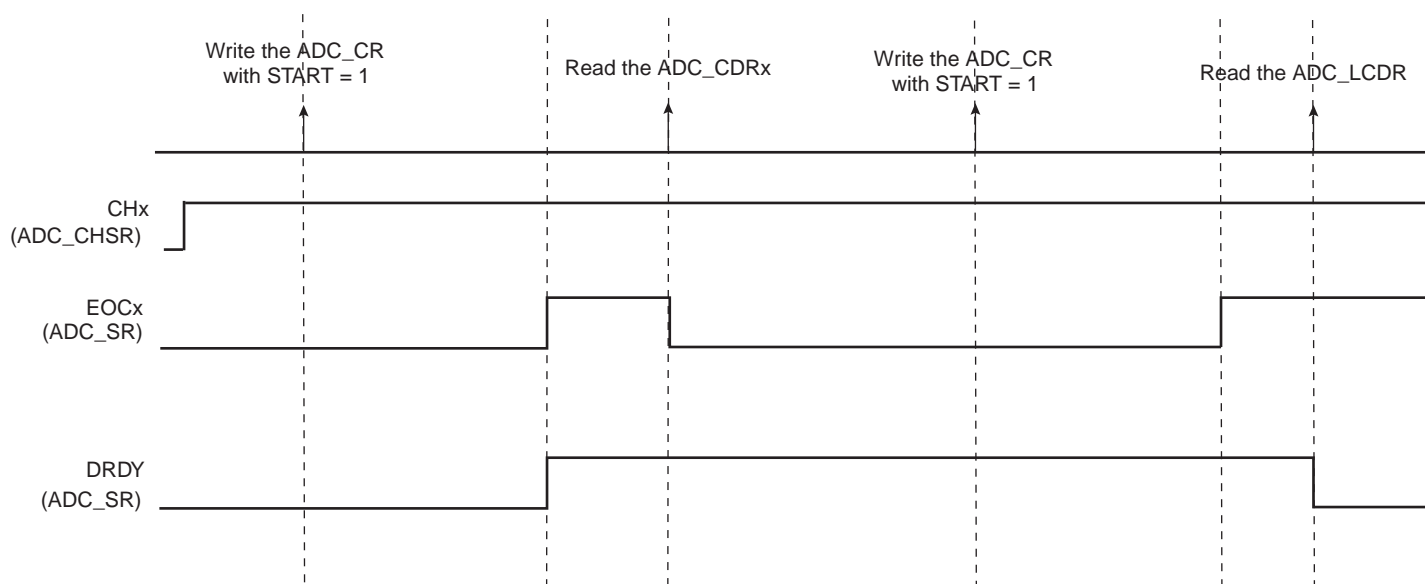 Write the ADC_CR
with START = 1
Read the ADC_CDRx
Write the ADC_CR
with START = 1
Read the ADC_LCDR
CHx
(ADC_CHSR)
EOCx
(ADC_SR)
DRDY
(ADC_SR)